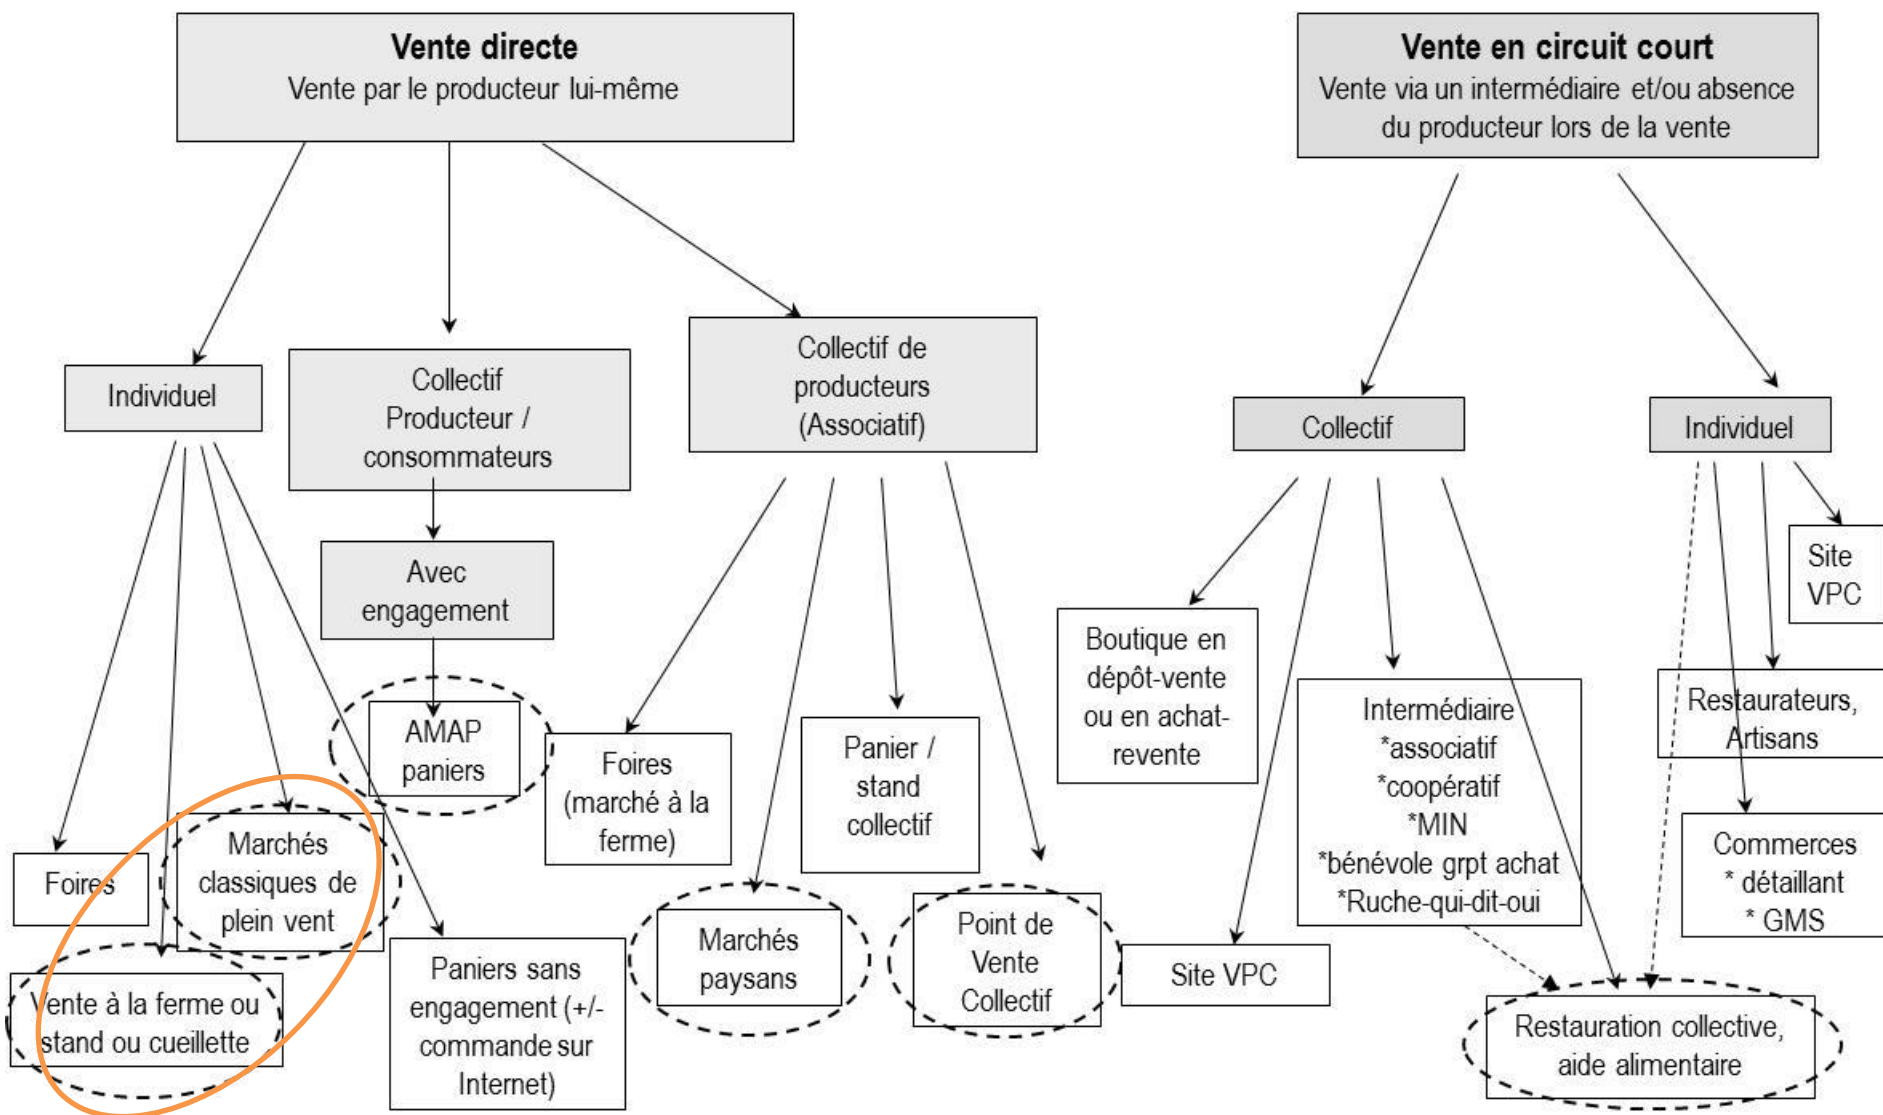 Vente directe
Vente par le producteur lui-même
Vente en circuit court
Vente via un intermédiaire et/ou absence
du producteur lors de la vente
Individuel
Collectif
Producteur /
consommateurs
Collectif de
producteurs
(Associatif)
Collectif
Individuel
Avec
engagement
AMAP
paniers
Foires
Marchés
classiques de
plein vent
Vente à la ferme ou
stand ou cueillette
Paniers sans
engagement (+/-
commande sur
Internet)
Foires
(marché à la
ferme)
Marchés
paysans
Panier /
stand
collectif
Point de
Vente
Collectif
Boutique en
dépôt-vente
ou en achat-
revente
Site VPC
Intermédiaire
*associatif
*coopératif
*MIN
*bénévole grpt achat
*Ruche-qui-dit-oui
Site
VPC
Restaurateurs,
Artisans
Commerces
* détaillant
* GMS
Restauration collective,
aide alimentaire